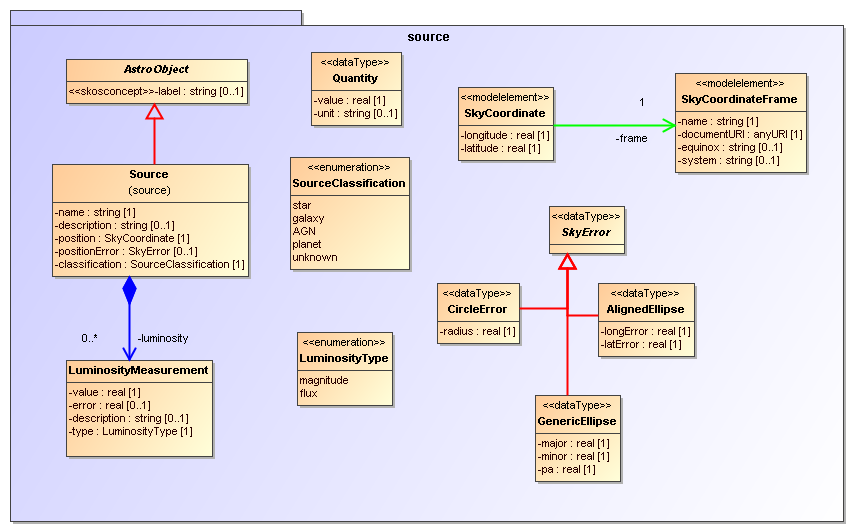 source
AstroObject
<<skosconcept>>-label : string [0..1]
<<dataType>>
Quantity
-value : real [1]
-unit : string [0..1]
<<modelelement>>
SkyCoordinate
-longitude : real [1]
-latitude : real [1]
1
-frame
<<modelelement>>
SkyCoordinateFrame
-name : string [1]
-documentURI : anyURI [1]
-equinox : string [0..1]
-system : string [0..1]
Source
(source)
-name : string [1]
-description : string [0..1]
-position : SkyCoordinate [1]
-positionError : SkyError [0..1]
-classification : SourceClassification [1]
<<enumeration>>
SourceClassification
star
galaxy
AGN
planet
unknown
<<dataType>>
SkyError
<<dataType>>
CircleError
-radius : real [1]
<<dataType>>
AlignedEllipse
-longError : real [1]
-latError : real [1]
0..*
-luminosity
<<enumeration>>
LuminosityType
magnitude
flux
LuminosityMeasurement
-value : real [1]
-error : real [0..1]
-description : string [0..1]
-type : LuminosityType [1]
<<dataType>>
GenericEllipse
-major : real [1]
-minor : real [1]
-pa : real [1]